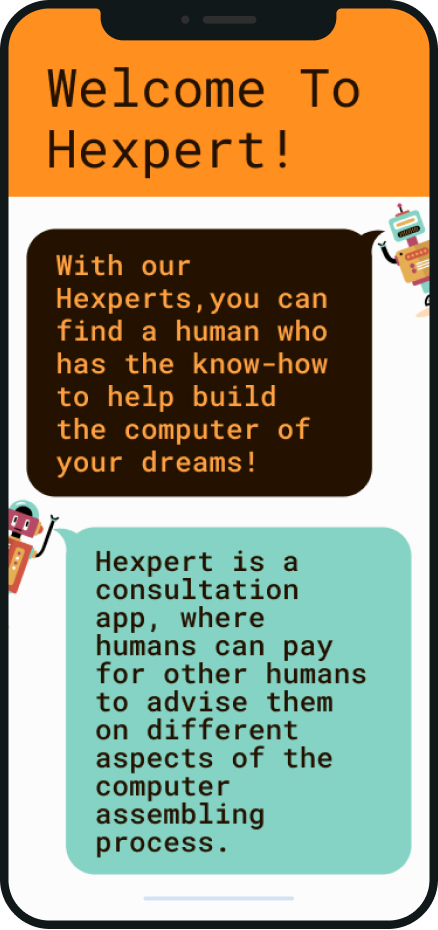 Welcome To
Hexpert!
With our
Hexperts,you can
find a human who
has the know-how
to help build
the computer of
your dreams!
Hexpert is a
consultation
app, where
humans can pay
for other humans
to advise them
on different
aspects of the
computer
assembling
process.